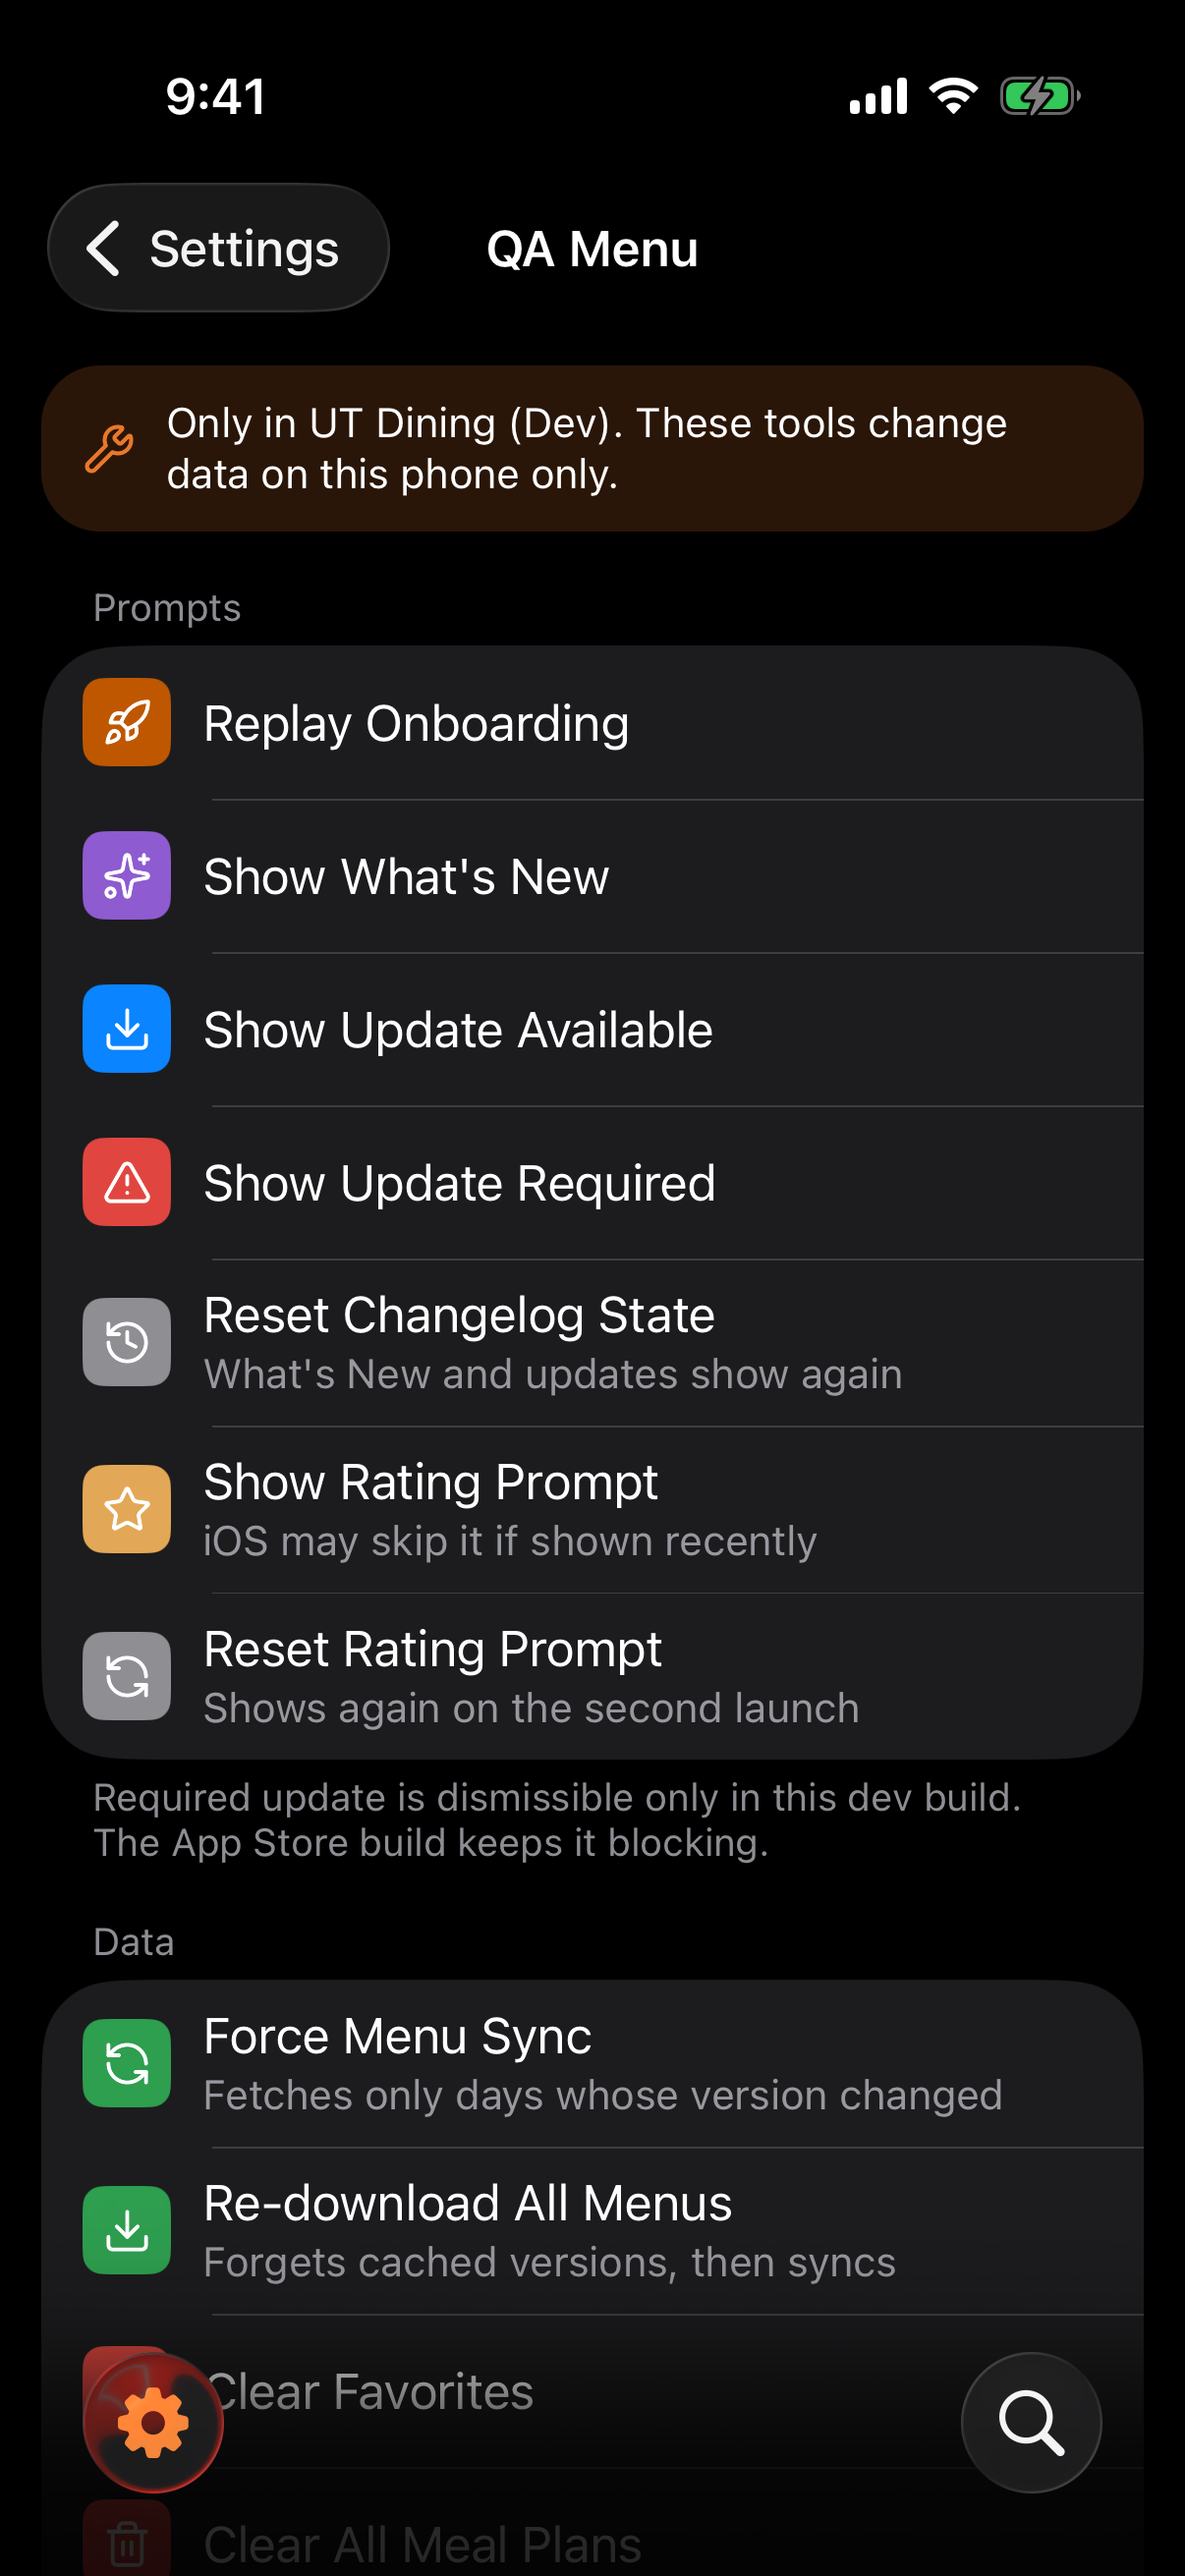 9:41
Settings
QA Menu
Only in UT Dining (Dev). These tools change
data on this phone only.
Prompts
Replay Onboarding
Show What's New
Show Update Available
Show Update Required
Reset Changelog State
What's New and updates show again
Show Rating Prompt
iOS may skip it if shown recently
Reset Rating Prompt
Shows again on the second launch
Required update is dismissible only in this dev build.
The App Store build keeps it blocking.
Data
Force Menu Sync
Fetches only days whose version changed
Re-download All Menus
Forgets cached versions, then syncs
Clear Favorites
Clear All Meal Plans